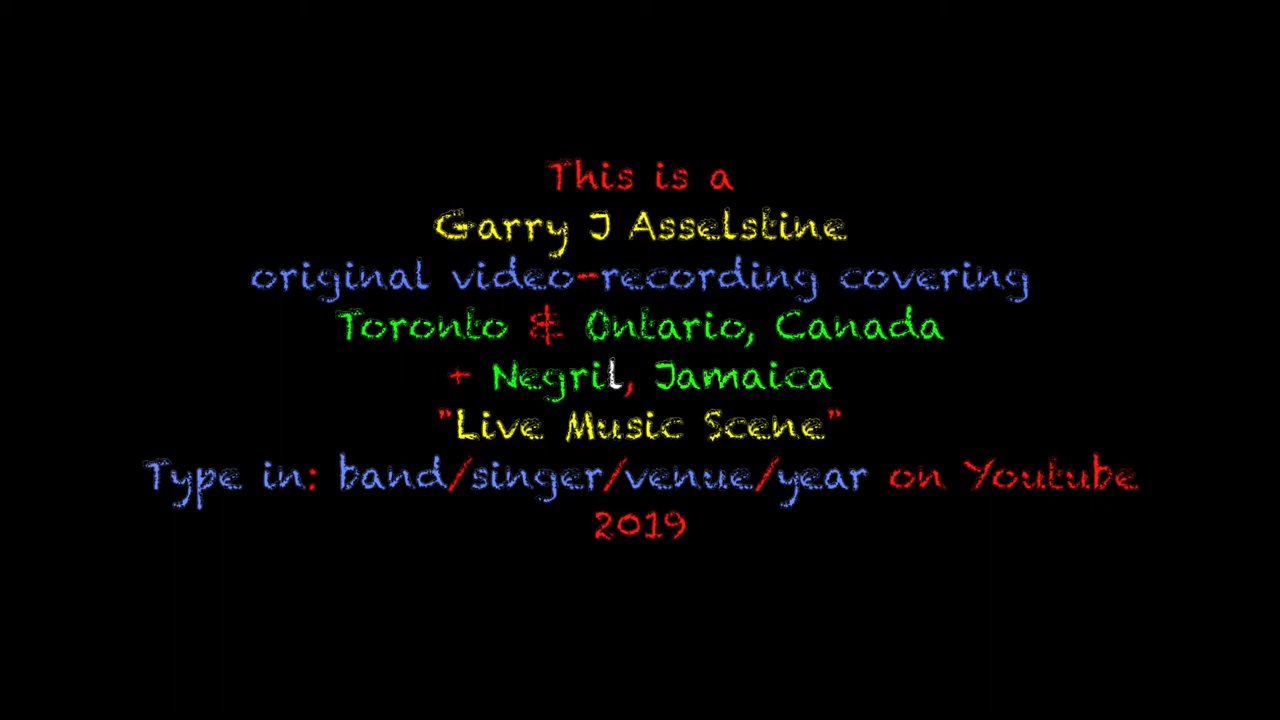 This is a
Garry J Asselstine
original video-recording covering
Toronto & Ontario, Canada
+ Negril, Jamaica
"Live Music Scene"
Type in: band/singer/venue/year on Youtube
2019